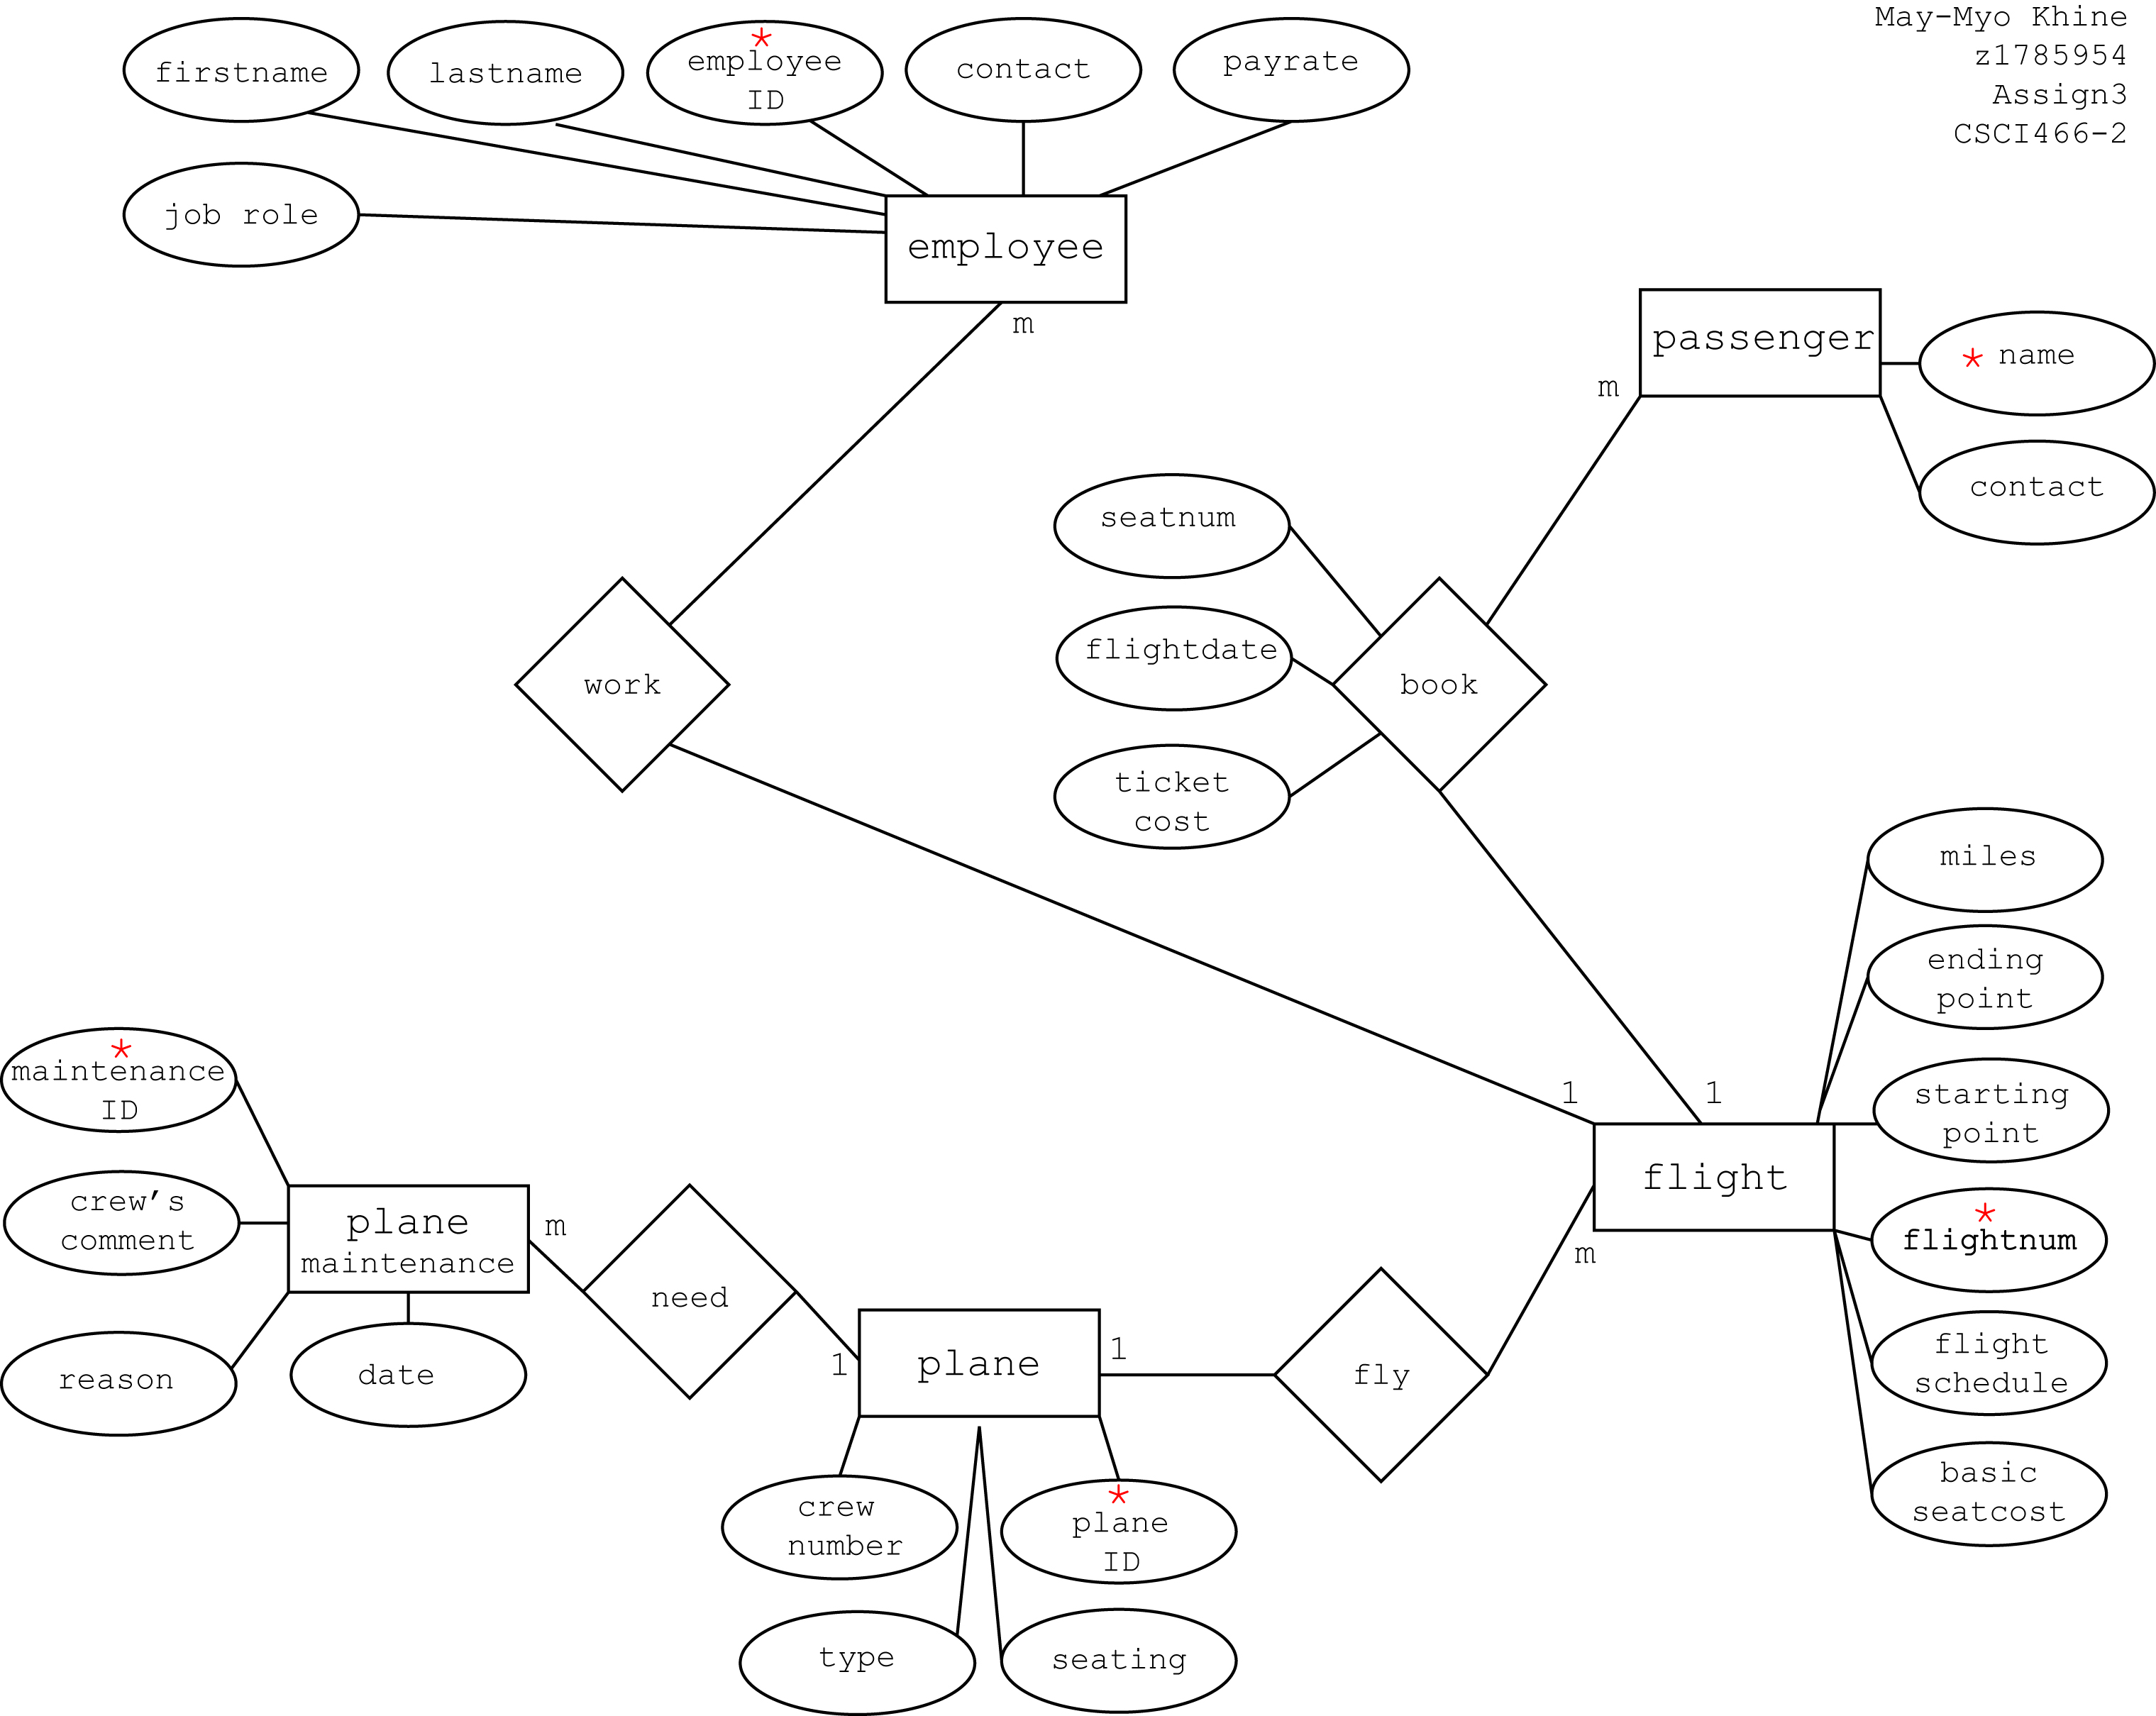 May-Myo Khine
z1785954
Assign3
CSCI466-2
firstname
lastname
*
employee
ID
contact
payrate
job role
employee
m
passenger
* name
contact
m
seatnum
flightdate
ticket
cost
work
book
miles
ending
point
starting
point
1
1
flight
*
flightnum
m
flight
schedule
basic
seatcost
*
maintenance
ID
crew's
comment
reason
date
plane
maintenance
m
need
1
plane
1
fly
crew
number
*
plane
ID
type
seating